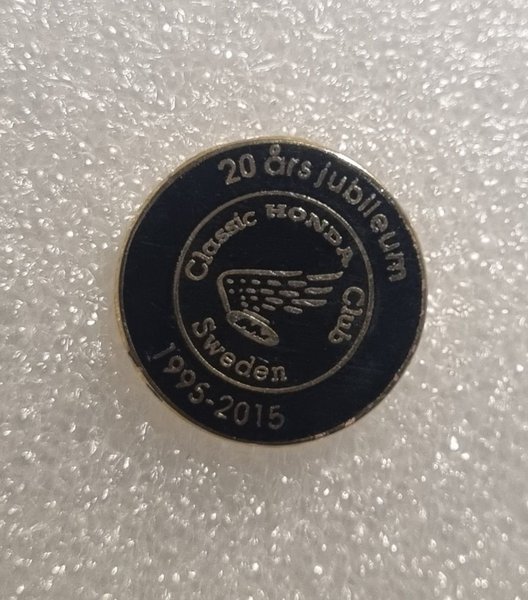 20 års jubileum
Classic HONDA Club
Sweden
1995-2015